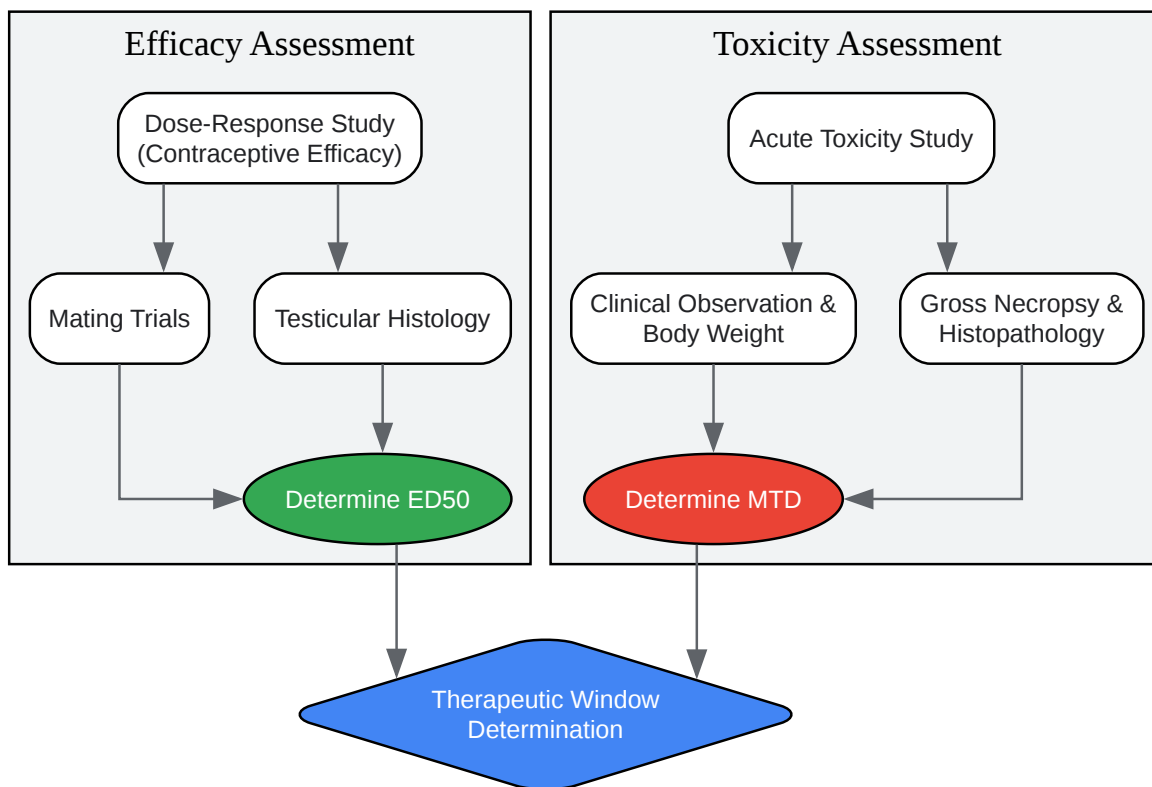 Efficacy Assessment
Dose-Response Study
(Contraceptive Efficacy)
Mating Trials
Testicular Histology
Determine ED50
Toxicity Assessment
Acute Toxicity Study
Clinical Observation &
Body Weight
Gross Necropsy &
Histopathology
Determine MTD
Therapeutic Window
Determination